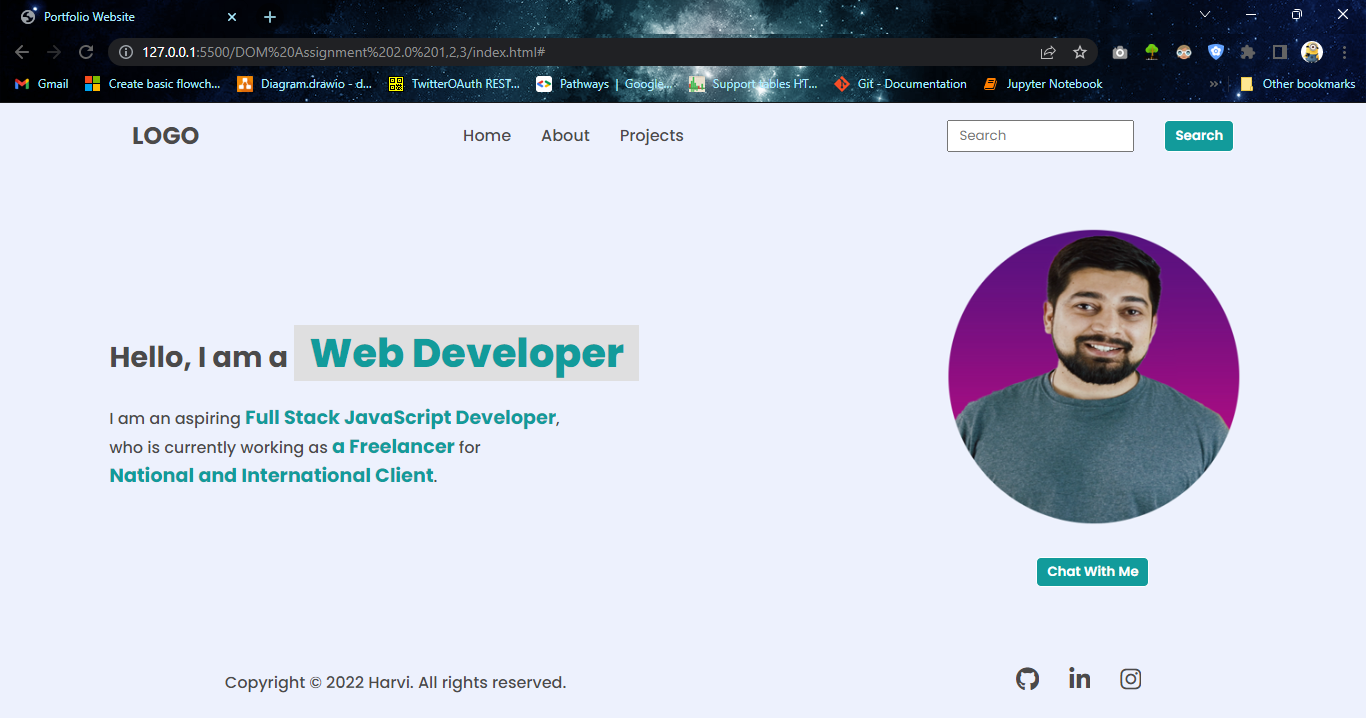 Portfolio Website
127.0.0.1:5500/DOM%20Assignment%202.0%201,2,3/index.html#
Gmail Create basic flowch... Diagram.drawio - d... TwitterOAuth REST... Pathways | Google... Support tables HT... Git - Documentation Jupyter Notebook Other bookmarks
LOGO Home About Projects Search Search
Hello, I am a Web Developer
I am an aspiring Full Stack JavaScript Developer,
who is currently working as a Freelancer for
National and International Client.
Chat With Me
Copyright © 2022 Harvi. All rights reserved.